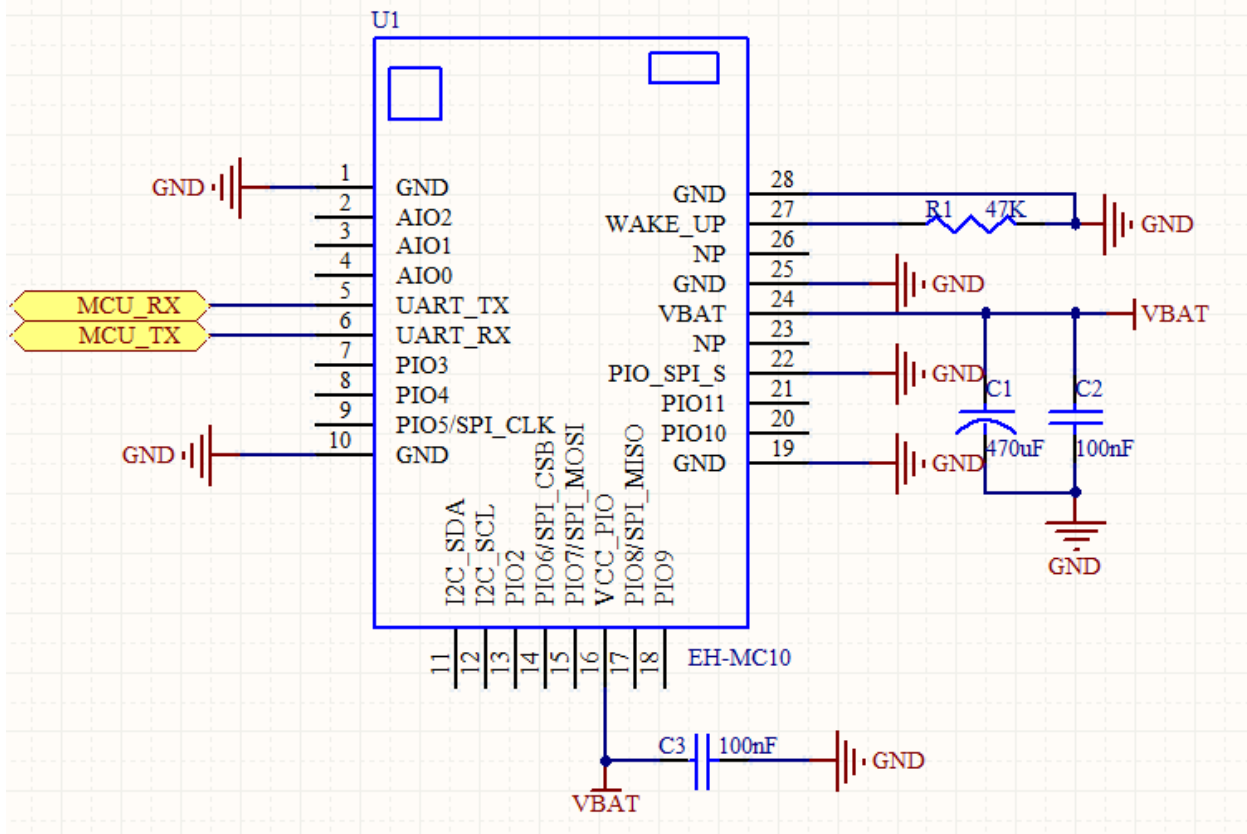 U1
GND
1
GND
2
AIO2
3
AIO1
4
AIO0
MCU_RX
5
UART_TX
MCU_TX
6
UART_RX
7
PIO3
8
PIO4
9
PIO5/SPI_CLK
GND
10
GND
GND
28
WAKE_UP
27
R1 47K
GND
NP
26
GND
25
GND
VBAT
24
VBAT
NP
23
PIO_SPI_S
22
GND
PIO11
21
PIO10
20
GND
19
GND
C1
470uF
C2
100nF
GND
I2C_SDA
I2C_SCL
PIO2
PIO6/SPI_CSB
PIO7/SPI_MOSI
VCC_PIO
PIO8/SPI_MISO
PIO9
11
12
13
14
15
16
17
18
EH-MC10
C3 100nF
GND
VBAT